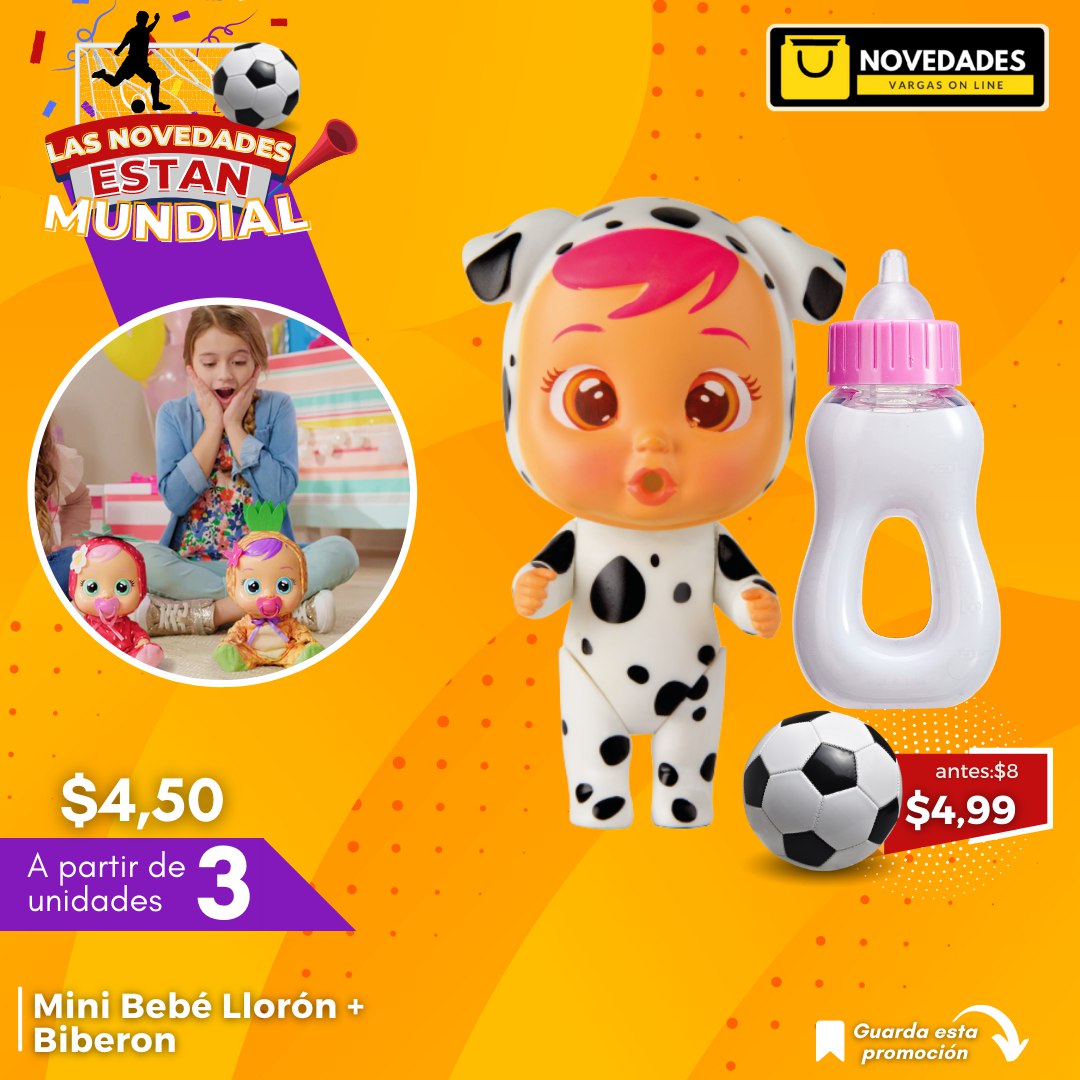 LAS NOVEDADES
ESTAN
MUNDIAL
NOVEDADES
VARGAS ON LINE
$4,50
A partir de 3
unidades
antes:$8
$4,99
Mini Bebé Llorón +
Biberon
Guarda esta
promoción